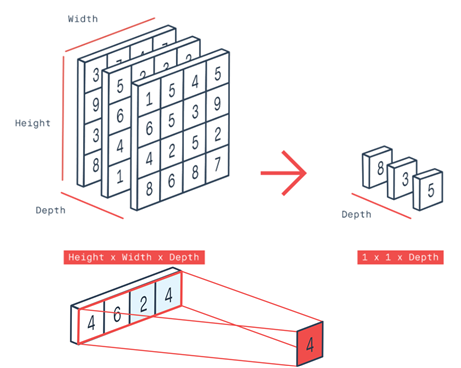 Width
Height
Depth
3
9
3
8
5
6
4
1
1 5 4 5
6 5 3 9
4 2 5 2
8 6 8 7
8 3 5
Depth
Height x Width x Depth
1 x 1 x Depth
4 6 2 4
4